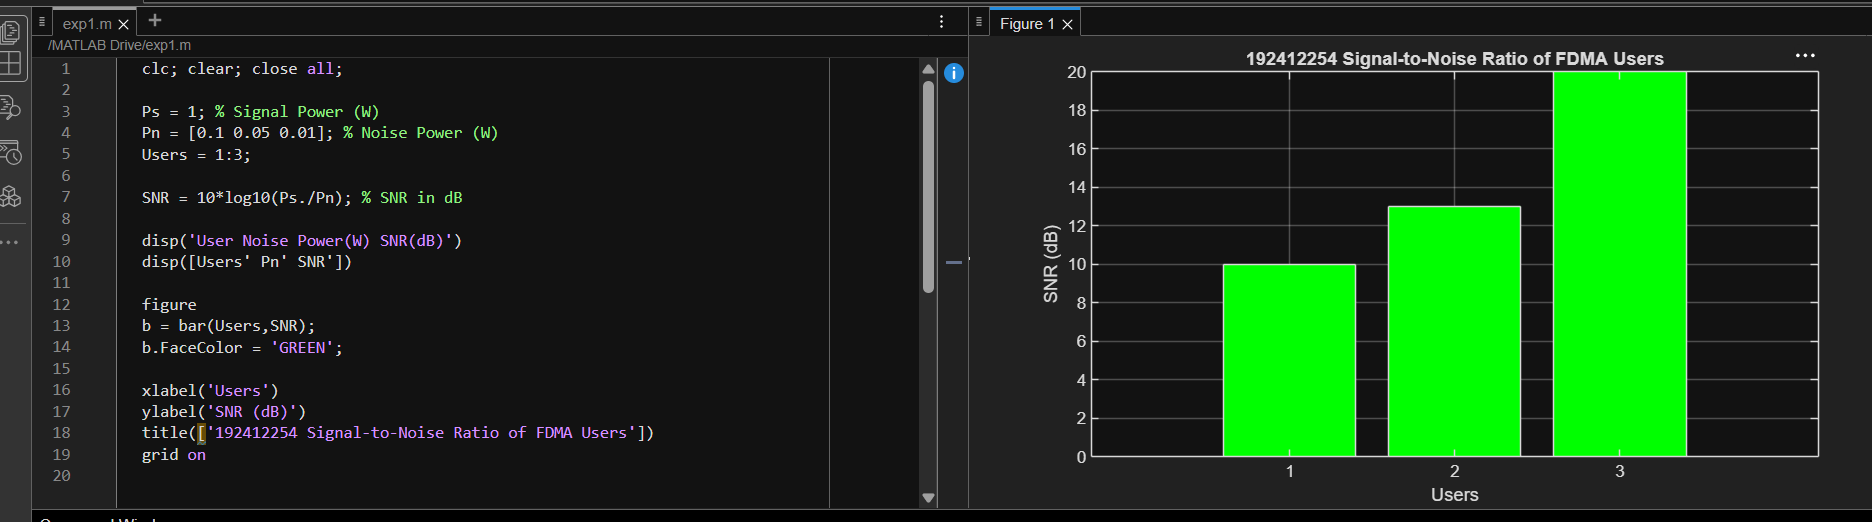 exp1.m
/MATLAB Drive/exp1.m
1 clc; clear; close all;
2
3 Ps = 1; % Signal Power (W)
4 Pn = [0.1 0.05 0.01]; % Noise Power (W)
5 Users = 1:3;
6
7 SNR = 10*log10(Ps./Pn); % SNR in dB
8
9 disp('User Noise Power(W) SNR(dB)')
10 disp([Users' Pn' SNR'])
11
12 figure
13 b = bar(Users,SNR);
14 b.FaceColor = 'GREEN';
15
16 xlabel('Users')
17 ylabel('SNR (dB)')
18 title(['192412254 Signal-to-Noise Ratio of FDMA Users'])
19 grid on
20
Figure 1
192412254 Signal-to-Noise Ratio of FDMA Users
20
18
16
14
12
10
8
6
4
2
0
SNR (dB)
1 2 3
Users